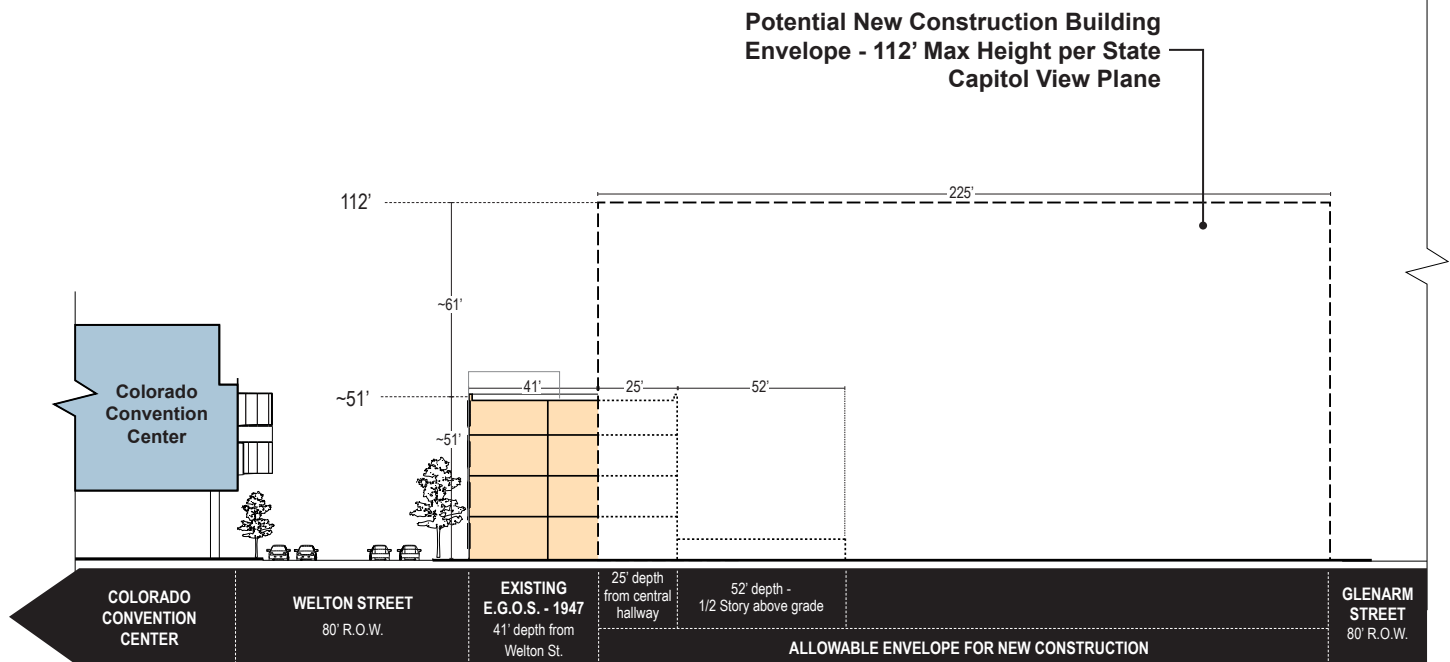 Potential New Construction Building
Envelope - 112’ Max Height per State
Capitol View Plane
225’
112’
~61’
Colorado
Convention
Center
~51’
41’
25’
52’
~51’
COLORADO
CONVENTION
CENTER
WELTON STREET
80’ R.O.W.
EXISTING
E.G.O.S. - 1947
41’ depth from
Welton St.
25’ depth
from central
hallway
52’ depth -
1/2 Story above grade
ALLOWABLE ENVELOPE FOR NEW CONSTRUCTION
GLENARM
STREET
80’ R.O.W.